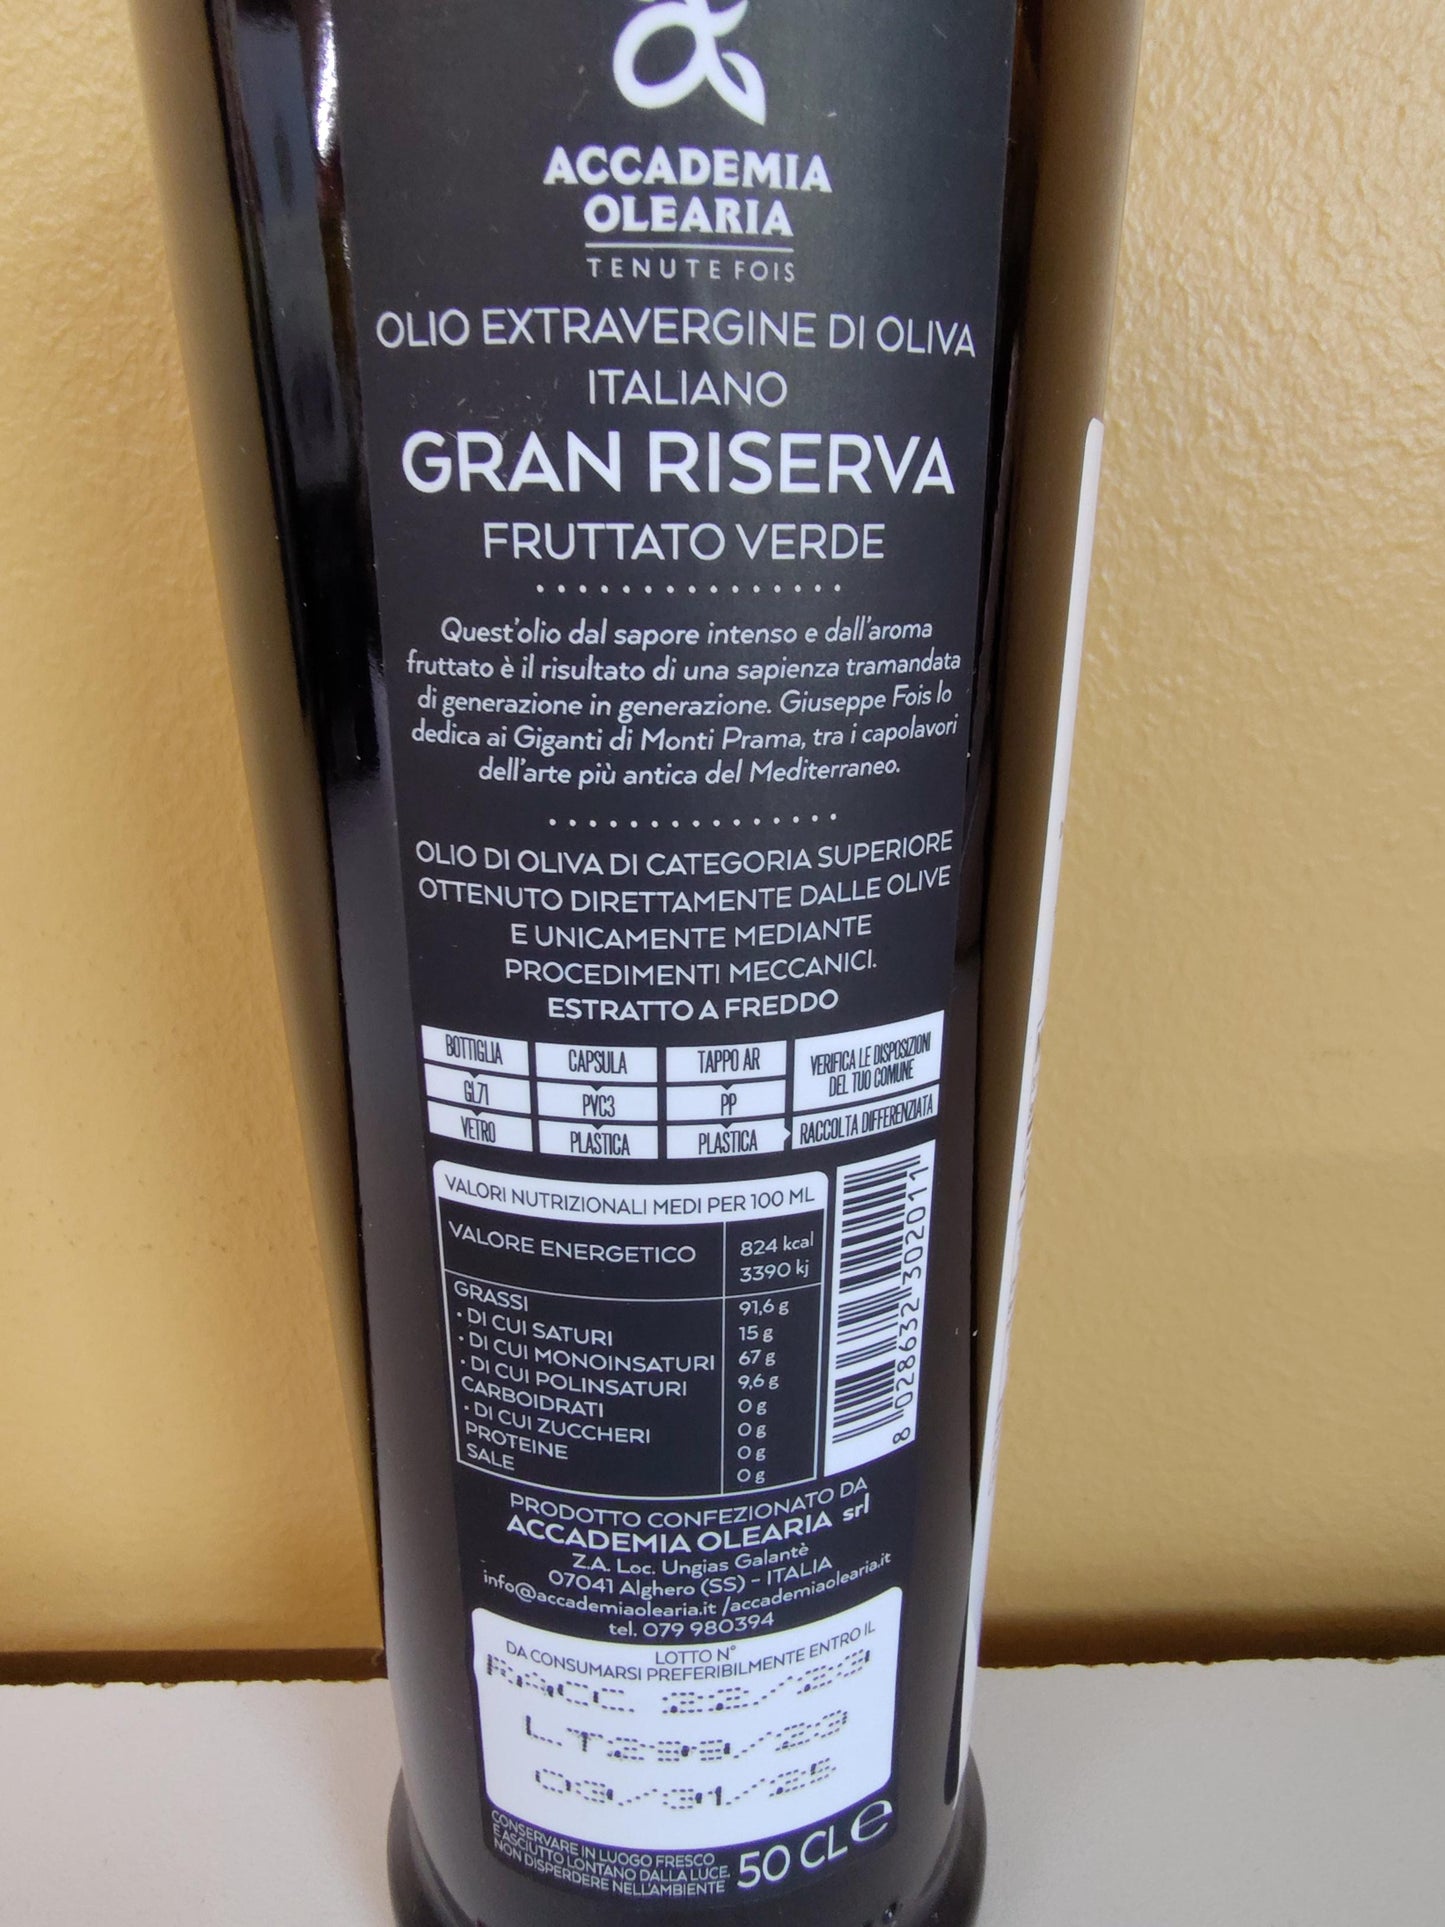 ACCADEMIA
OLEARIA
TENUTE FOIS
OLIO EXTRAVERGINE DI OLIVA
ITALIANO
GRAN RISERVA
FRUTTATO VERDE
Quest'olio dal sapore intenso e dall'aroma
fruttato è il risultato di una sapienza tramandata
di generazione in generazione. Giuseppe Fois lo
dedica ai Giganti di Monti Prama, tra i capolavori
dell'arte più antica del Mediterraneo.
OLIO DI OLIVA DI CATEGORIA SUPERIORE
OTTENUTO DIRETTAMENTE DALLE OLIVE
E UNICAMENTE MEDIANTE
PROCEDIMENTI MECCANICI.
ESTRATTO A FREDDO
BOTTIGLIA CAPSULA TAPPO AR VERIFICA LE DISPOSIZIONI
DEL TUO COMUNE
GL71 PVC3 PP
VETRO PLASTICA PLASTICA RACCOLTA DIFFERENZIATA
VALORI NUTRIZIONALI MEDI PER 100 ML
VALORE ENERGETICO 824 kcal
3390 kj
GRASSI 91,6 g
• DI CUI SATURI 15 g
• DI CUI MONOINSATURI 67 g
• DI CUI POLINSATURI 9,6 g
CARBOIDRATI 0 g
• DI CUI ZUCCHERI 0 g
PROTEINE 0 g
SALE 0 g
8 028632 302011
PRODOTTO CONFEZIONATO DA
ACCADEMIA OLEARIA srl
Z.A. Loc. Ungias Galantè
07041 Alghero (SS) - ITALIA
info@accademiaolearia.it /accademiaolearia.it
tel. 079 980394
LOTTO N°
DA CONSUMARSI PREFERIBILMENTE ENTRO IL
RACC. 22/23
LT299/23
03/31/25
CONSERVARE IN LUOGO FRESCO
E ASCIUTTO LONTANO DALLA LUCE.
NON DISPERDERE NELL'AMBIENTE
50 CL e